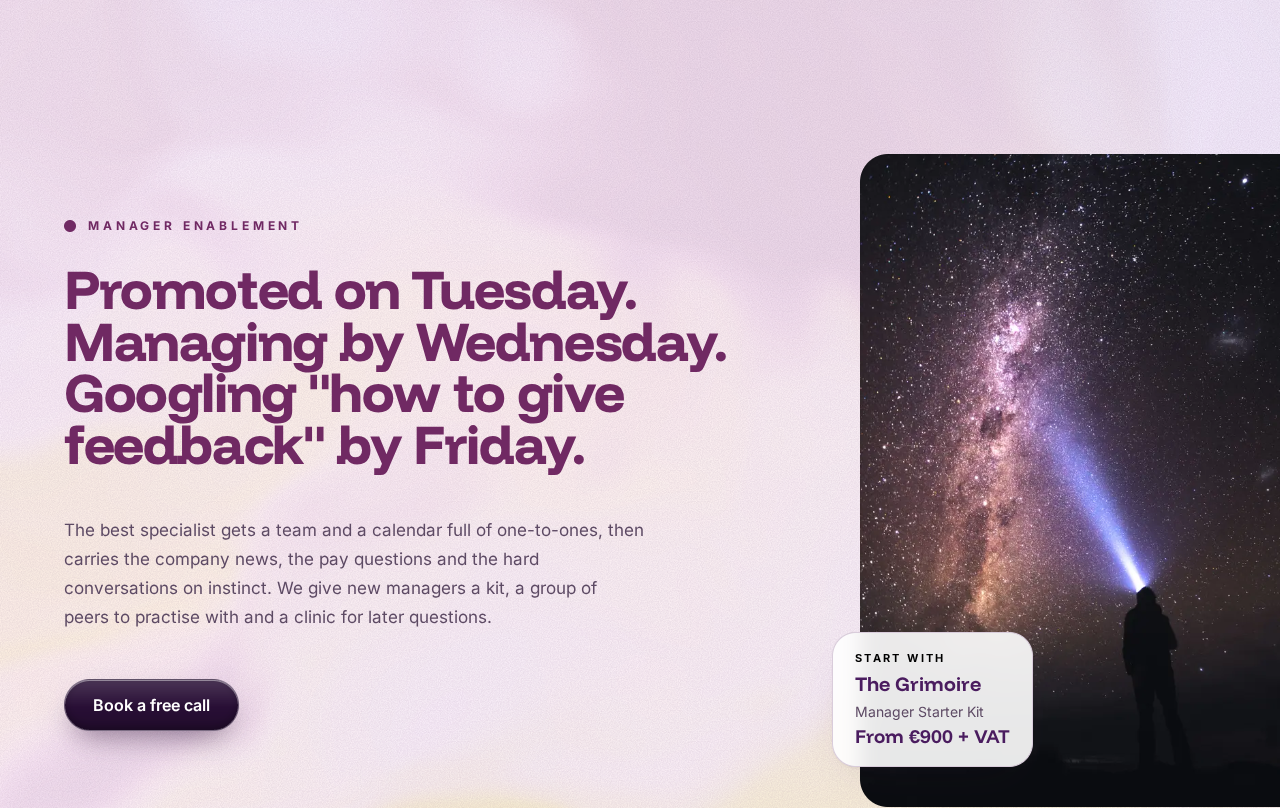 MANAGER ENABLEMENT
Promoted on Tuesday.
Managing by Wednesday.
Googling "how to give
feedback" by Friday.
The best specialist gets a team and a calendar full of one-to-ones, then
carries the company news, the pay questions and the hard
conversations on instinct. We give new managers a kit, a group of
peers to practise with and a clinic for later questions.
Book a free call
START WITH
The Grimoire
Manager Starter Kit
From €900 + VAT